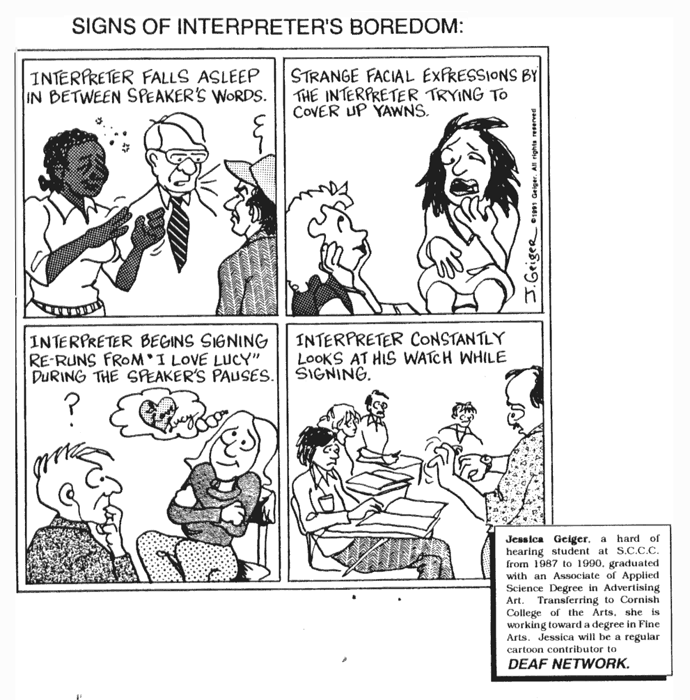 SIGNS OF INTERPRETER'S BOREDOM:
INTERPRETER FALLS ASLEEP
IN BETWEEN SPEAKER'S WORDS.
STRANGE FACIAL EXPRESSIONS BY
THE INTERPRETER TRYING TO
COVER UP YAWNS.
©1991 Geiger. All rights reserved
J. Geiger
INTERPRETER BEGINS SIGNING
RE-RUNS FROM "I LOVE LUCY"
DURING THE SPEAKER'S PAUSES.
?
Lucy
INTERPRETER CONSTANTLY
LOOKS AT HIS WATCH WHILE
SIGNING.
Jessica Geiger, a hard of
hearing student at S.C.C.C.
from 1987 to 1990, graduated
with an Associate of Applied
Science Degree in Advertising
Art. Transferring to Cornish
College of the Arts, she is
working toward a degree in Fine
Arts. Jessica will be a regular
cartoon contributor to
DEAF NETWORK.